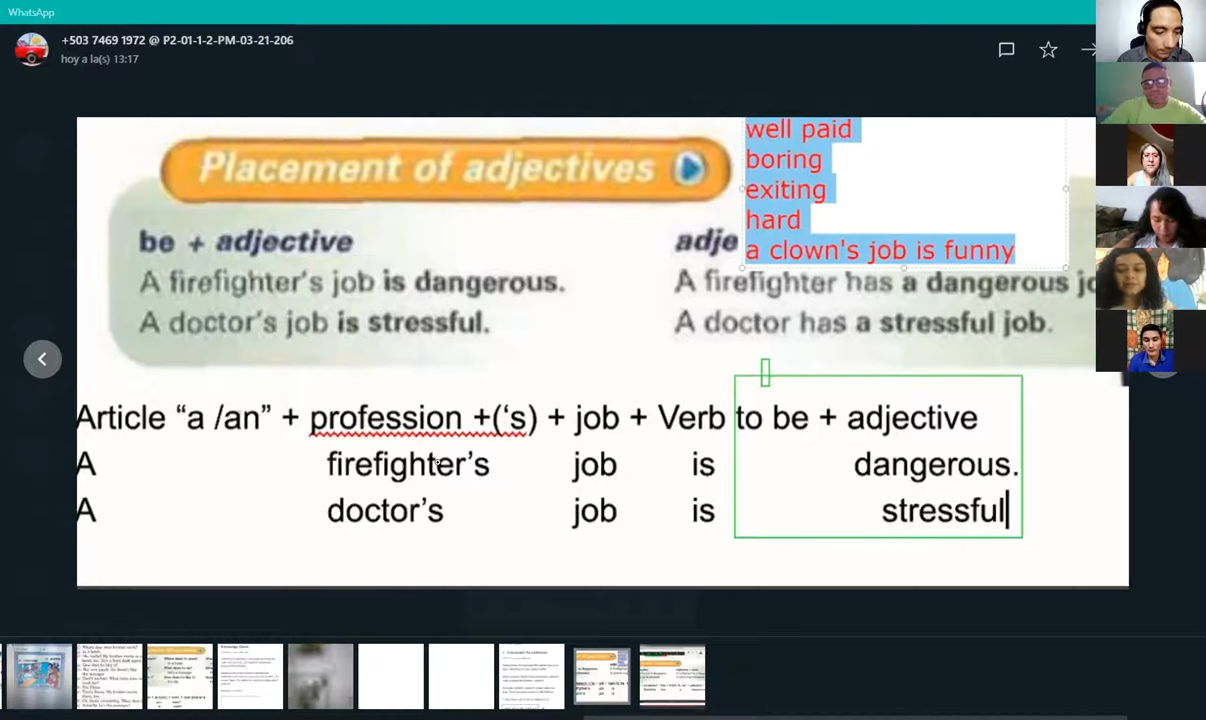 WhatsApp
+503 7469 1972 @ P2-01-1-2-PM-03-21-206
hoy a la(s) 13:17
Placement of adjectives
well paid
boring
exiting
hard
a clown's job is funny
be + adjective
A firefighter's job is dangerous.
A doctor's job is stressful.
adje
A firefighter has a dangerous jo
A doctor has a stressful job.
Article “a /an” + profession +(‘s) + job + Verb to be + adjective
A firefighter’s job is dangerous.
A doctor’s job is stressful